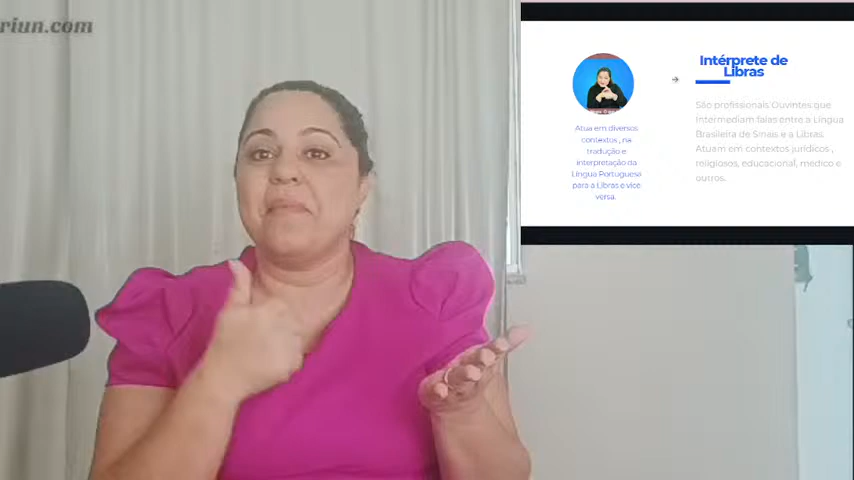 riun.com
Intérprete de
Libras
São profissionais Ouvintes que
intermediam falas entre a Língua
Brasileira de Sinais e a Libras.
Atuam em contextos jurídicos ,
religiosos, educacional, medico e
outros.
Atua em diversos
contextos , na
tradução e
interpretação da
Língua Portuguesa
para a Libras e vice
versa.